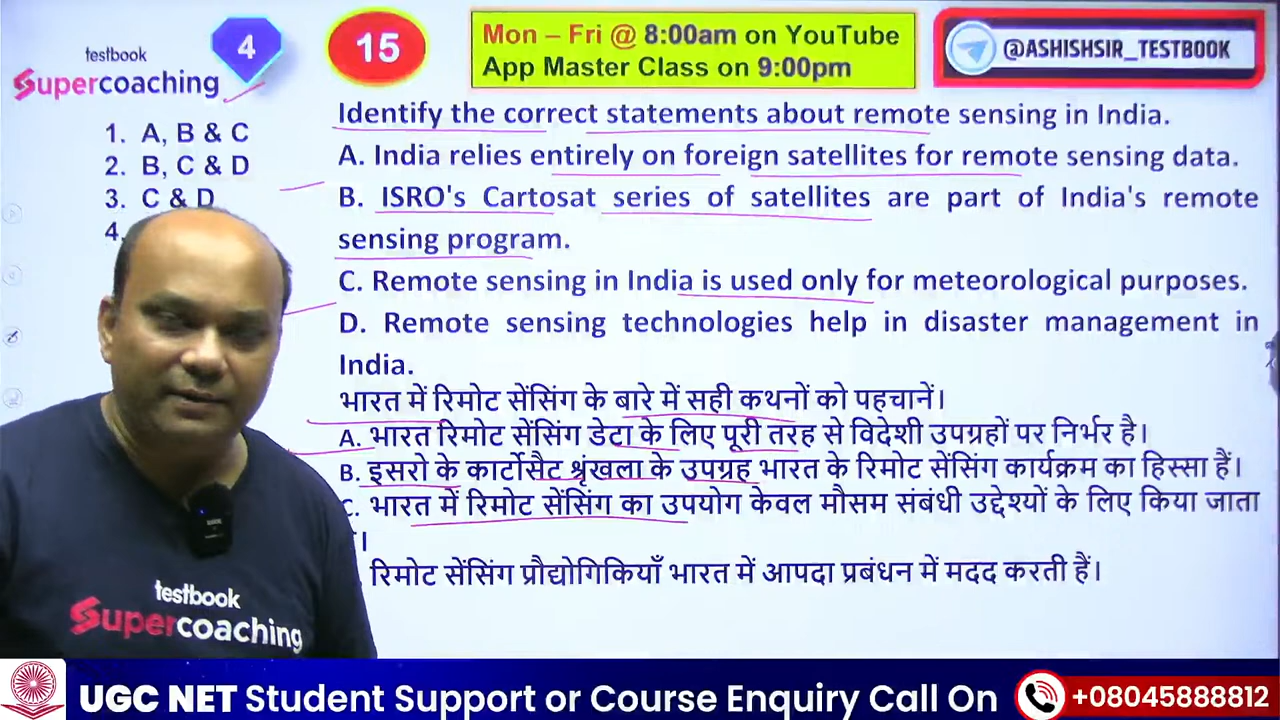 testbook
Supercoaching
4
15
Mon – Fri @ 8:00am on YouTube
App Master Class on 9:00pm
@ASHISHSIR_TESTBOOK
1. A, B & C
2. B, C & D
3. C & D
4.
Identify the correct statements about remote sensing in India.
A. India relies entirely on foreign satellites for remote sensing data.
B. ISRO's Cartosat series of satellites are part of India's remote
sensing program.
C. Remote sensing in India is used only for meteorological purposes.
D. Remote sensing technologies help in disaster management in
India.
भारत में रिमोट सेंसिंग के बारे में सही कथनों को पहचानें।
A. भारत रिमोट सेंसिंग डेटा के लिए पूरी तरह से विदेशी उपग्रहों पर निर्भर है।
B. इसरो के कार्टोसैट श्रृंखला के उपग्रह भारत के रिमोट सेंसिंग कार्यक्रम का हिस्सा हैं।
C. भारत में रिमोट सेंसिंग का उपयोग केवल मौसम संबंधी उद्देश्यों के लिए किया जाता
रिमोट सेंसिंग प्रौद्योगिकियाँ भारत में आपदा प्रबंधन में मदद करती हैं।
testbook
Supercoaching
UGC NET Student Support or Course Enquiry Call On
+08045888812